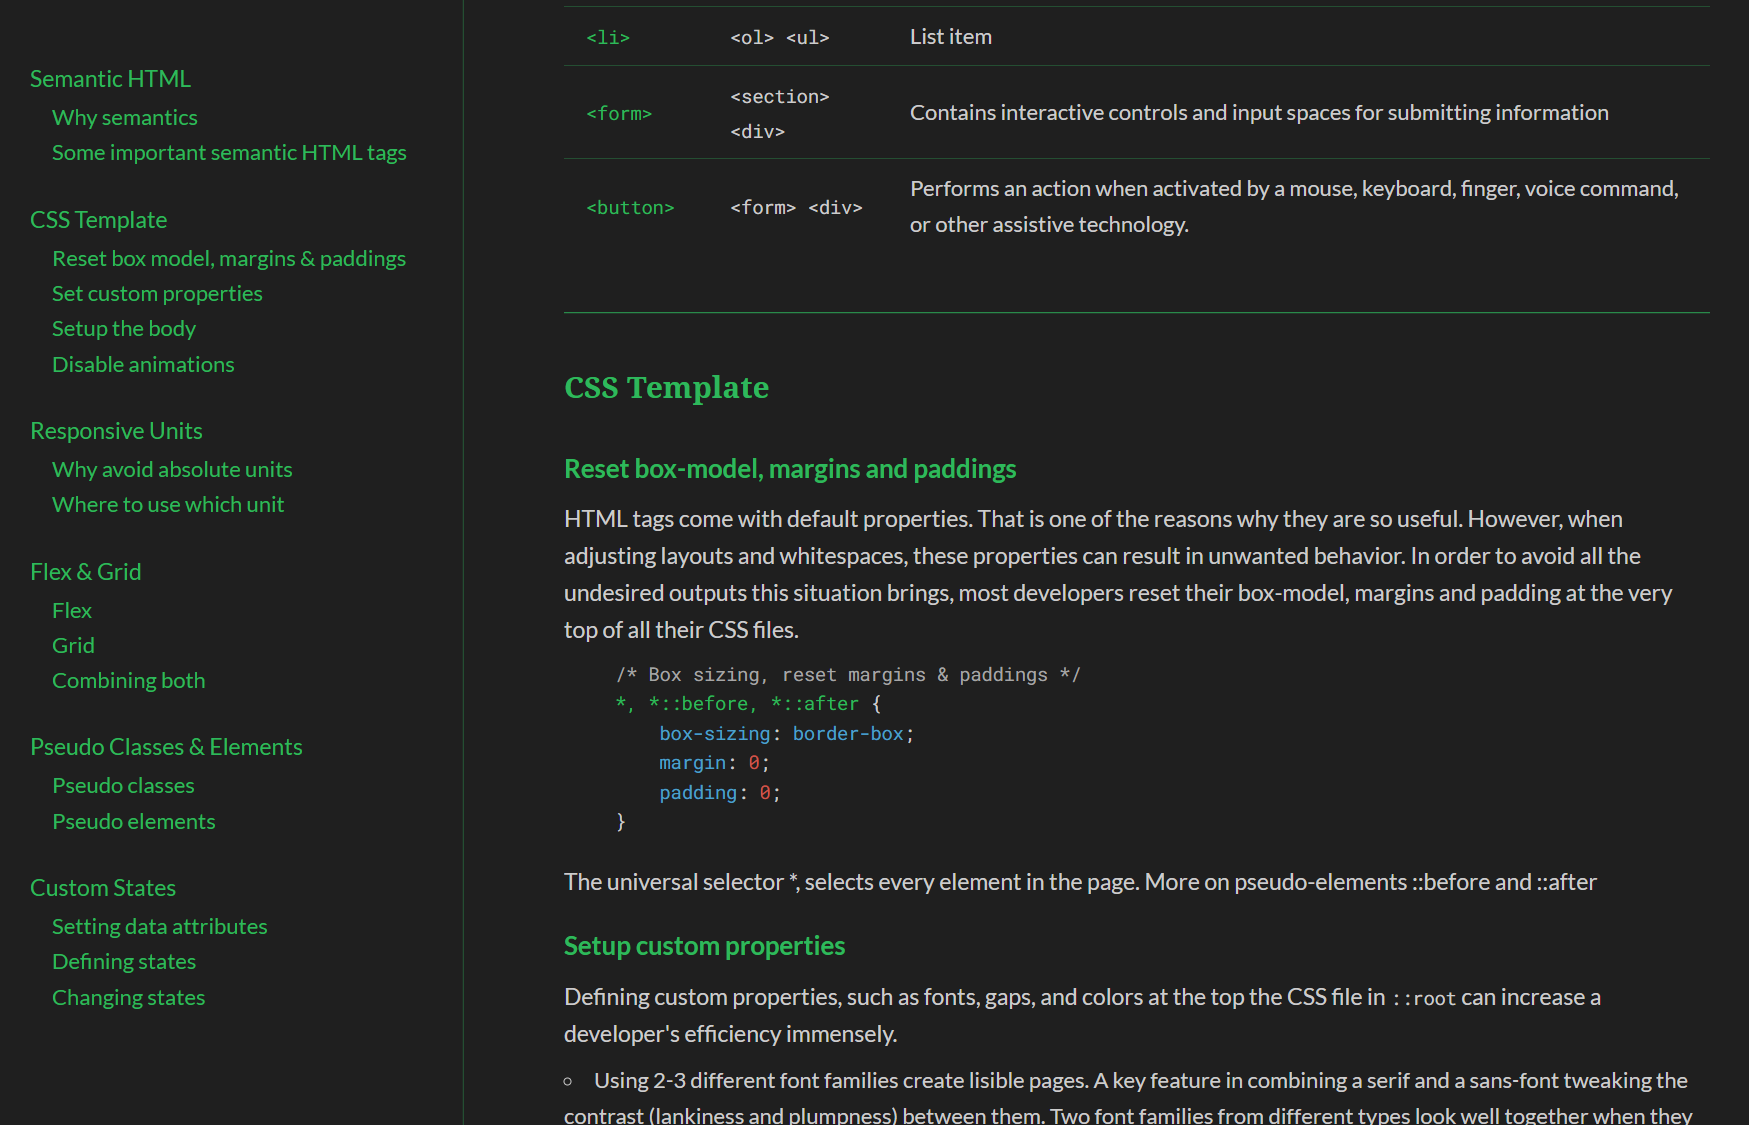 Semantic HTML
Why semantics
Some important semantic HTML tags
CSS Template
Reset box model, margins & paddings
Set custom properties
Setup the body
Disable animations
Responsive Units
Why avoid absolute units
Where to use which unit
Flex & Grid
Flex
Grid
Combining both
Pseudo Classes & Elements
Pseudo classes
Pseudo elements
Custom States
Setting data attributes
Defining states
Changing states
<li> <ol> <ul> List item
<form> <section> <div> Contains interactive controls and input spaces for submitting information
<button> <form> <div> Performs an action when activated by a mouse, keyboard, finger, voice command,
or other assistive technology.
CSS Template
Reset box-model, margins and paddings
HTML tags come with default properties. That is one of the reasons why they are so useful. However, when
adjusting layouts and whitespaces, these properties can result in unwanted behavior. In order to avoid all the
undesired outputs this situation brings, most developers reset their box-model, margins and padding at the very
top of all their CSS files.
/* Box sizing, reset margins & paddings */
*, *::before, *::after {
box-sizing: border-box;
margin: 0;
padding: 0;
}
The universal selector *, selects every element in the page. More on pseudo-elements ::before and ::after
Setup custom properties
Defining custom properties, such as fonts, gaps, and colors at the top the CSS file in ::root can increase a
developer's efficiency immensely.
Using 2-3 different font families create lisible pages. A key feature in combining a serif and a sans-font tweaking the
contrast (lankiness and plumpness) between them. Two font families from different types look well together when they